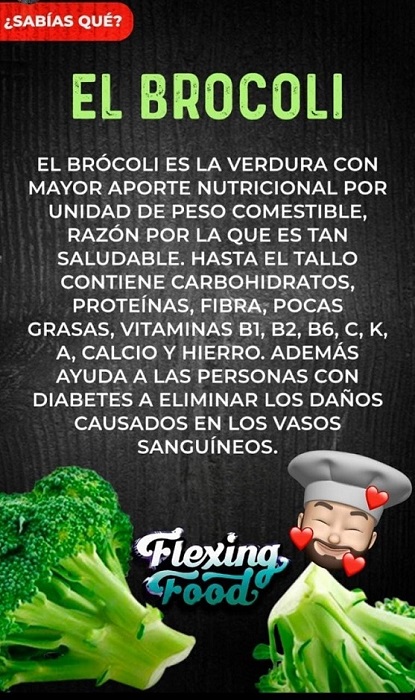 ¿SABÍAS QUÉ?
EL BROCOLI
EL BRÓCOLI ES LA VERDURA CON
MAYOR APORTE NUTRICIONAL POR
UNIDAD DE PESO COMESTIBLE,
RAZÓN POR LA QUE ES TAN
SALUDABLE. HASTA EL TALLO
CONTIENE CARBOHIDRATOS,
PROTEÍNAS, FIBRA, POCAS
GRASAS, VITAMINAS B1, B2, B6, C, K,
A, CALCIO Y HIERRO. ADEMÁS
AYUDA A LAS PERSONAS CON
DIABETES A ELIMINAR LOS DAÑOS
CAUSADOS EN LOS VASOS
SANGUÍNEOS.
Flexing
Food